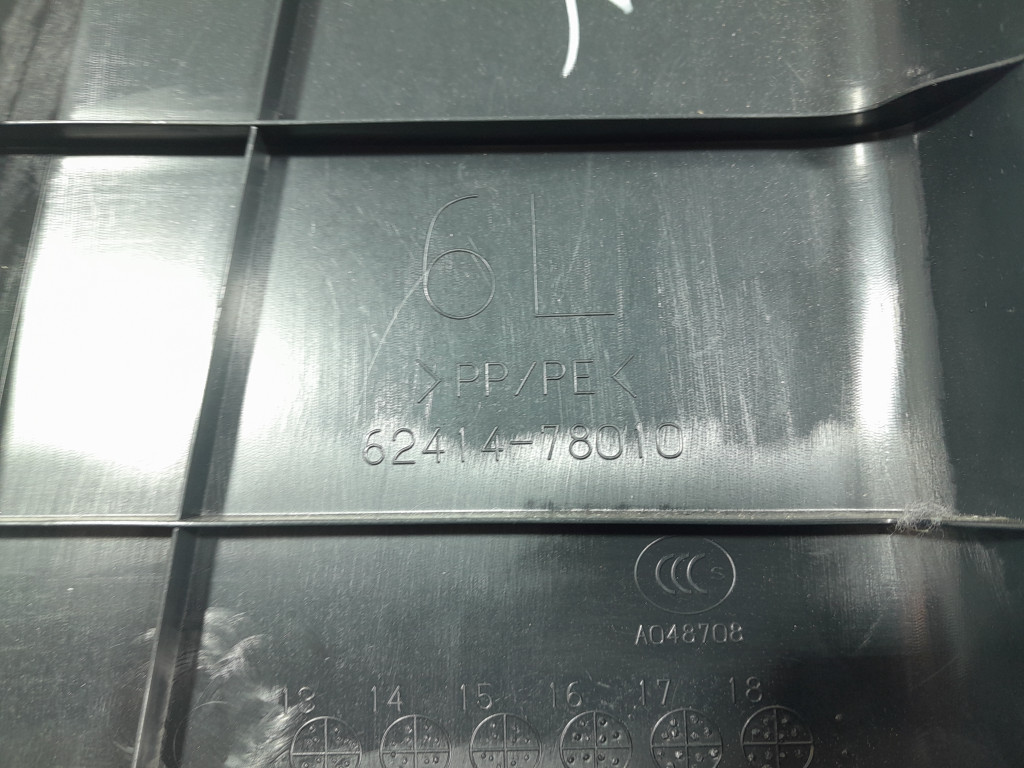 6L
>PP/PE<
62414-78010
CCC S
A048708
13 14 15 16 17 18